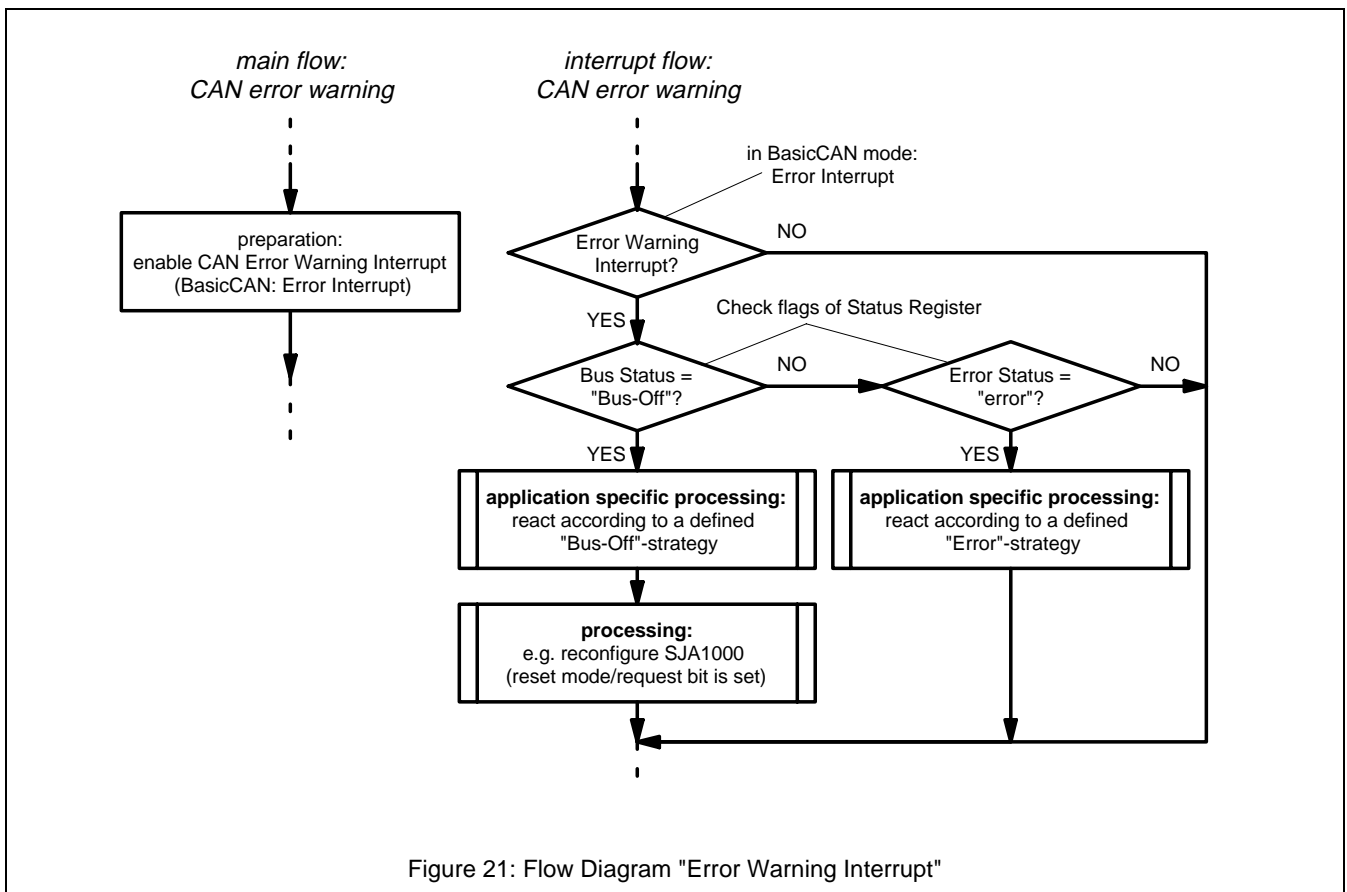 main flow:
CAN error warning
preparation:
enable CAN Error Warning Interrupt
(BasicCAN: Error Interrupt)
interrupt flow:
CAN error warning
in BasicCAN mode:
Error Interrupt
Error Warning
Interrupt?
NO
YES
Check flags of Status Register
Bus Status =
"Bus-Off"?
NO
Error Status =
"error"?
NO
YES
YES
application specific processing:
react according to a defined
"Bus-Off"-strategy
application specific processing:
react according to a defined
"Error"-strategy
processing:
e.g. reconfigure SJA1000
(reset mode/request bit is set)
Figure 21: Flow Diagram "Error Warning Interrupt"